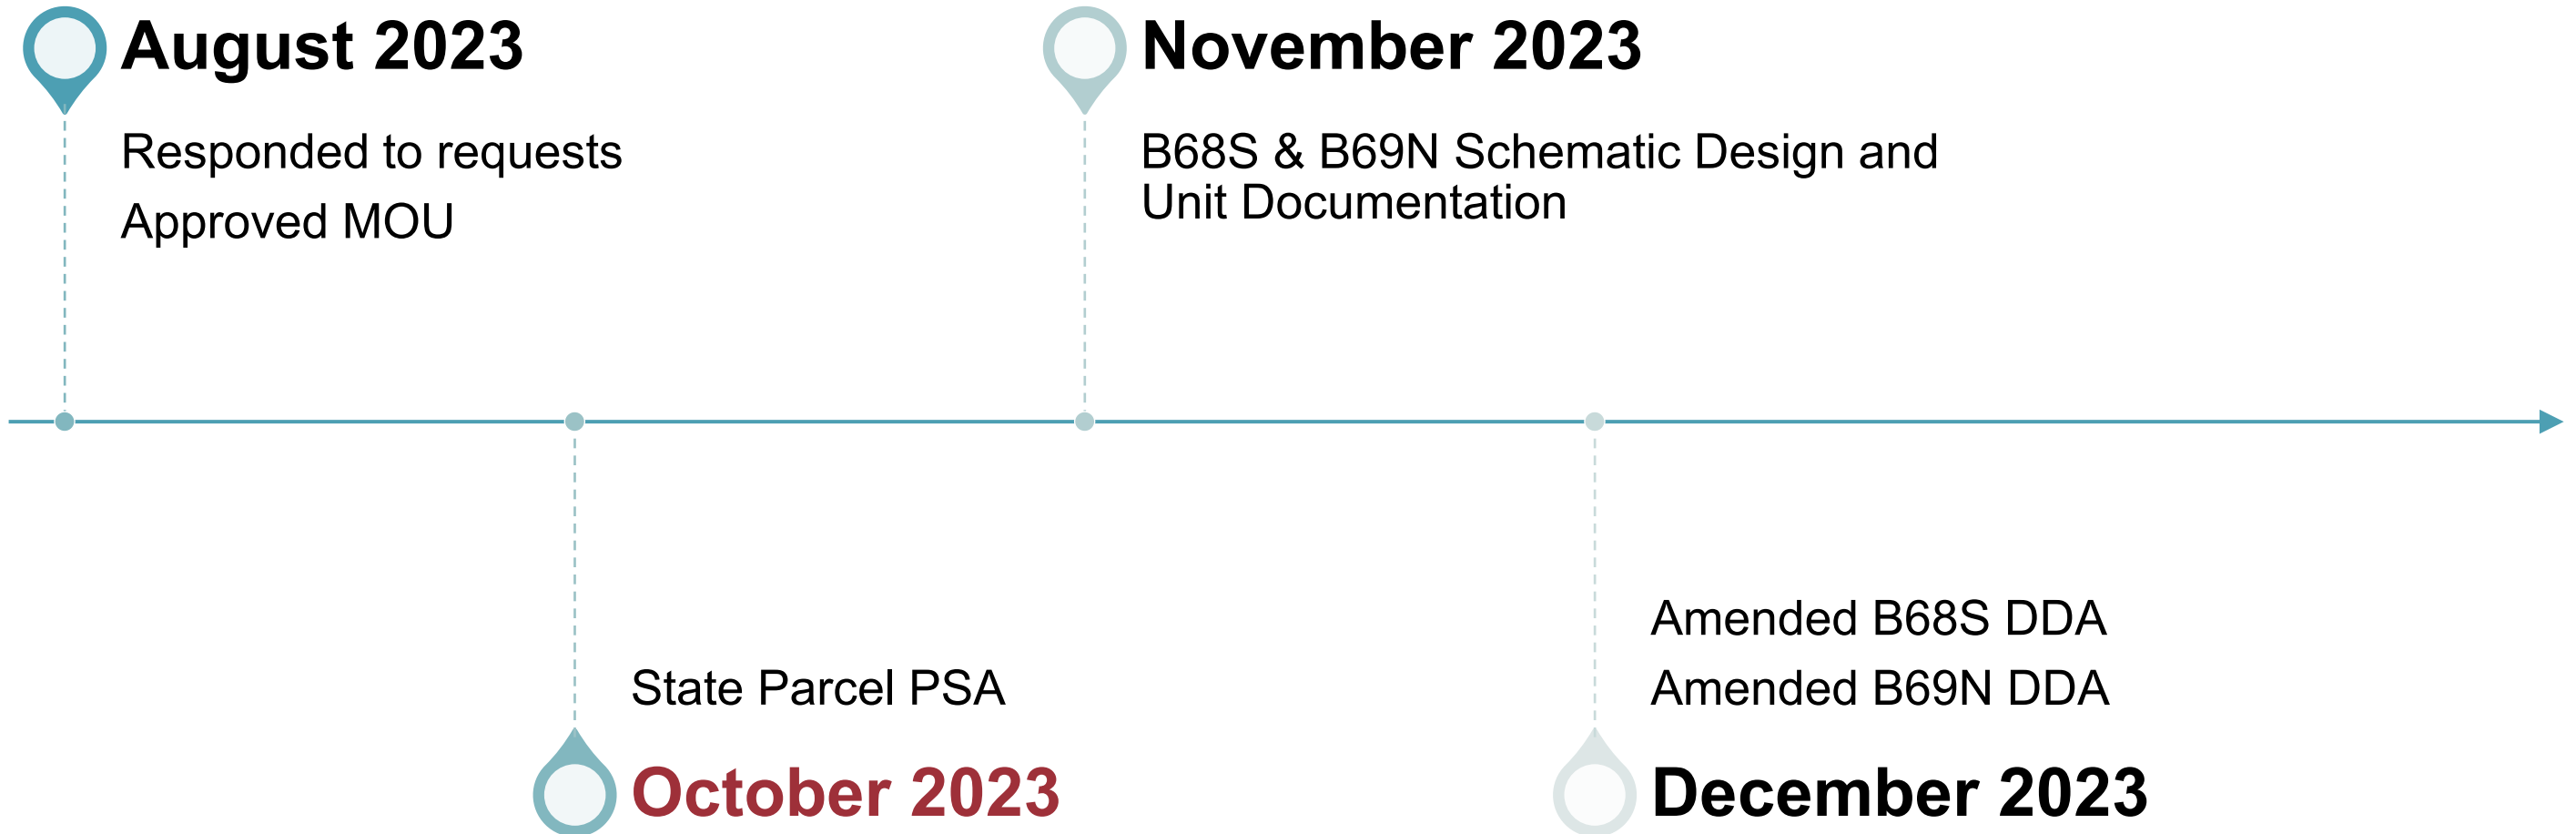 August 2023
Responded to requests
Approved MOU
November 2023
B68S & B69N Schematic Design and
Unit Documentation
State Parcel PSA
October 2023
Amended B68S DDA
Amended B69N DDA
December 2023